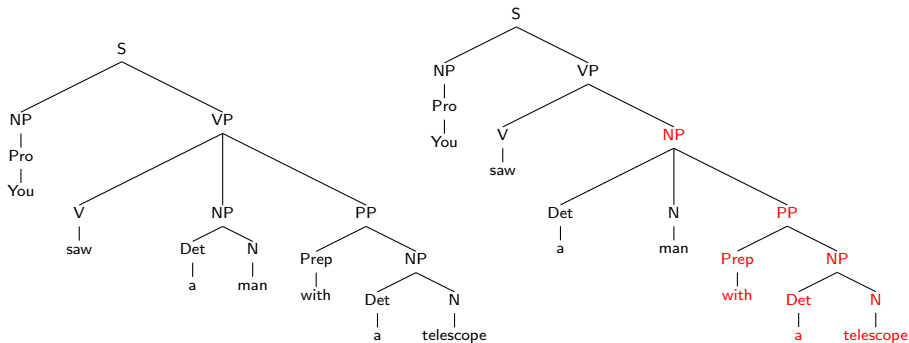 S
NP VP
Pro
You
V NP PP
saw Det N Prep NP
a man with Det N
a telescope
S
NP VP
Pro
You V NP
saw
Det N PP
a man Prep NP
with Det N
a telescope